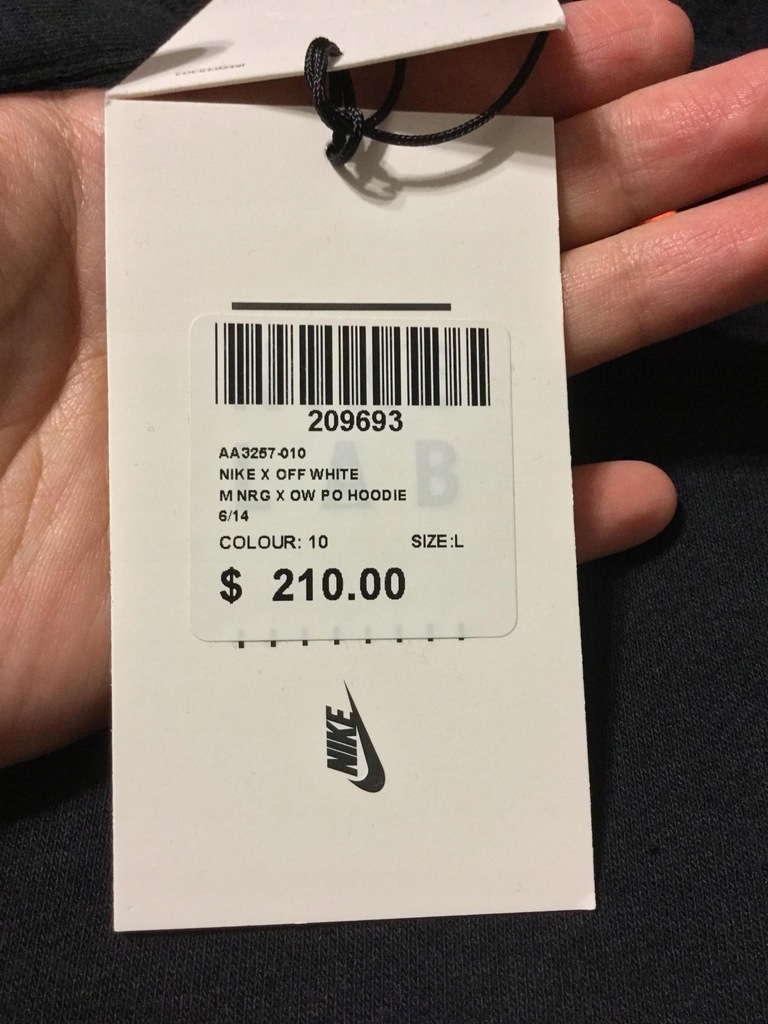 209693
AA3257-010
NIKE X OFF WHITE
M NRG X OW PO HOODIE
6/14
COLOUR: 10 SIZE:L
$ 210.00
NIKE